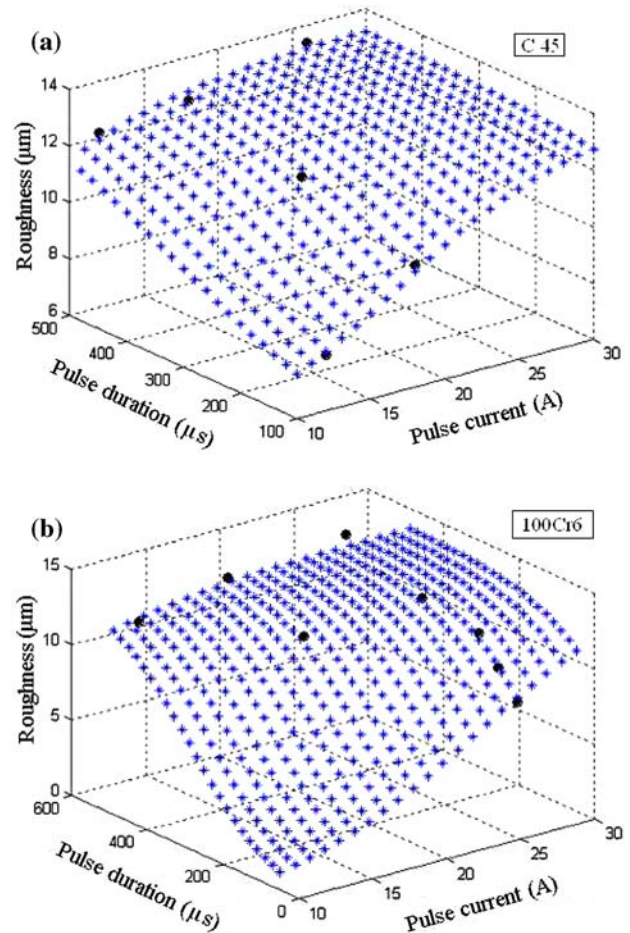 (a)
C 45
14
12
10
8
6
Roughness (μm)
500
400
300
200
100
Pulse duration (μs)
10
15
20
25
30
Pulse current (A)
(b)
100Cr6
15
10
5
0
Roughness (μm)
600
400
200
0
Pulse duration (μs)
10
15
20
25
30
Pulse current (A)